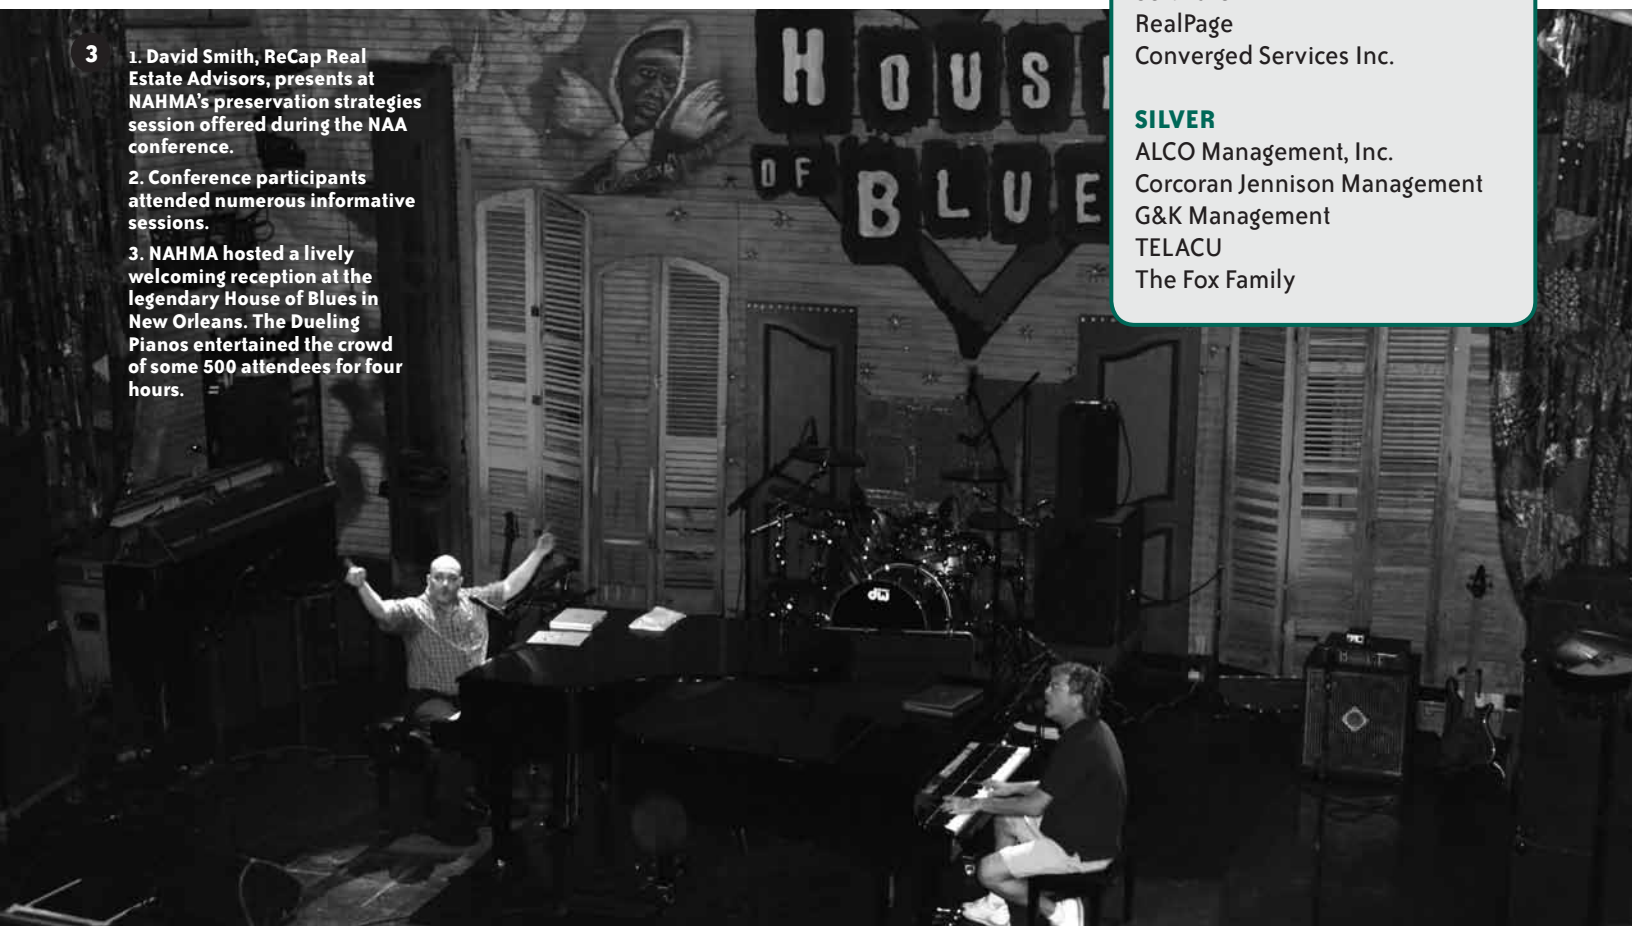 3
1. David Smith, ReCap Real
Estate Advisors, presents at
NAHMA’s preservation strategies
session offered during the NAA
conference.
2. Conference participants
attended numerous informative
sessions.
3. NAHMA hosted a lively
welcoming reception at the
legendary House of Blues in
New Orleans. The Dueling
Pianos entertained the crowd
of some 500 attendees for four
hours.
HOUS
OF BLUE
RealPage
Converged Services Inc.
SILVER
ALCO Management, Inc.
Corcoran Jennison Management
G&K Management
TELACU
The Fox Family
dw